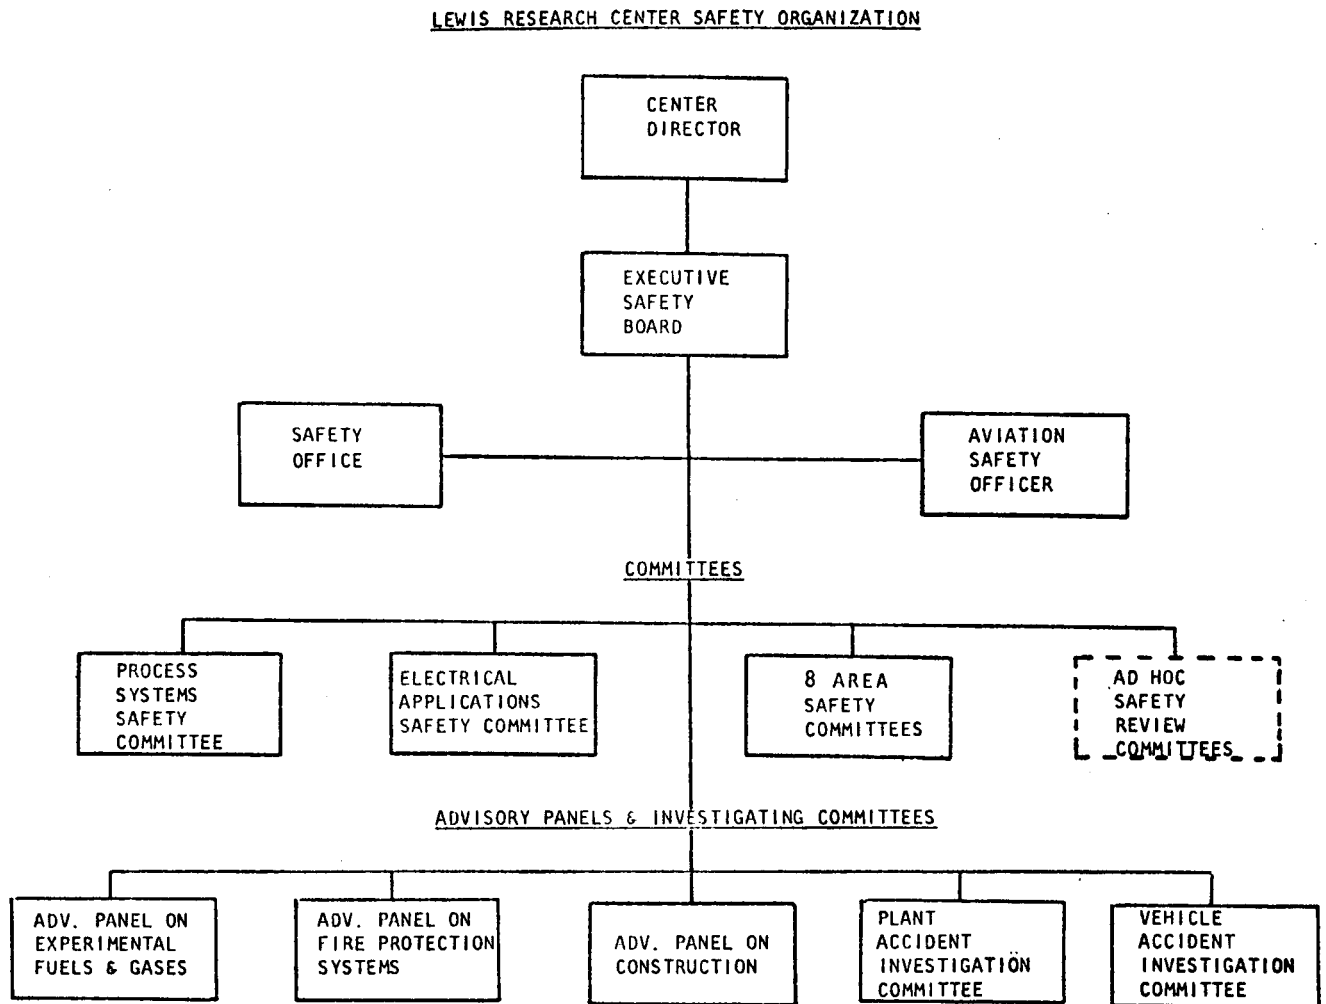 LEWIS RESEARCH CENTER SAFETY ORGANIZATION
CENTER
DIRECTOR
EXECUTIVE
SAFETY
BOARD
SAFETY
OFFICE
AVIATION
SAFETY
OFFICER
COMMITTEES
PROCESS
SYSTEMS
SAFETY
COMMITTEE
ELECTRICAL
APPLICATIONS
SAFETY COMMITTEE
8 AREA
SAFETY
COMMITTEES
AD HOC
SAFETY
REVIEW
COMMITTEES
ADVISORY PANELS & INVESTIGATING COMMITTEES
ADV. PANEL ON
EXPERIMENTAL
FUELS & GASES
ADV. PANEL ON
FIRE PROTECTION
SYSTEMS
ADV. PANEL ON
CONSTRUCTION
PLANT
ACCIDENT
INVESTIGATION
COMMITTEE
VEHICLE
ACCIDENT
INVESTIGATION
COMMITTEE